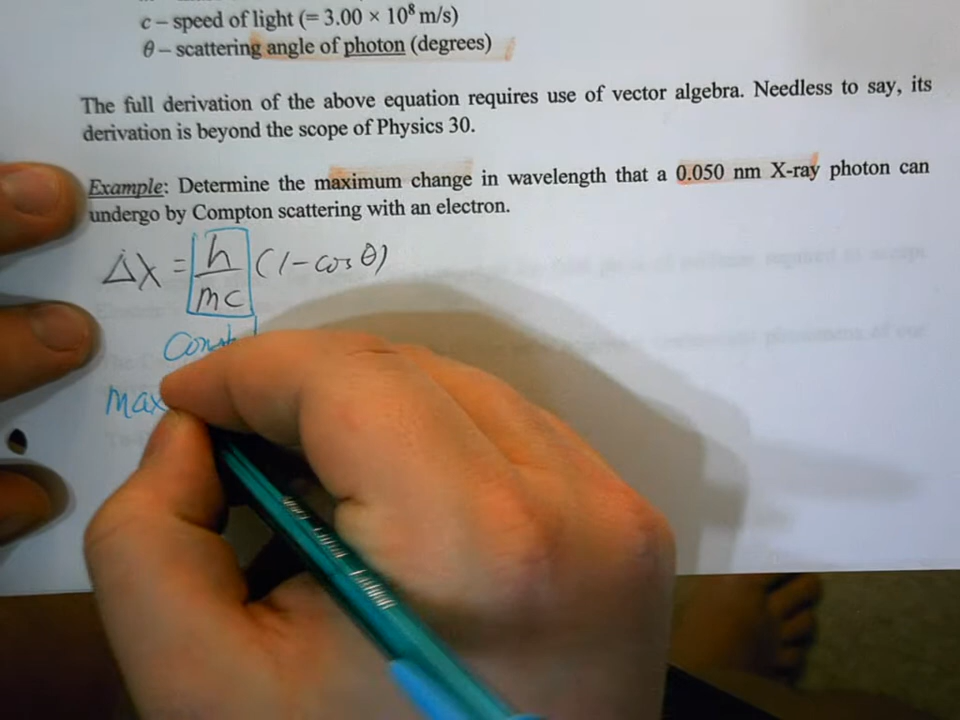 c – speed of light (= 3.00 × 10⁸ m/s)
θ – scattering angle of photon (degrees)
The full derivation of the above equation requires use of vector algebra. Needless to say, its
derivation is beyond the scope of Physics 30.
Example: Determine the maximum change in wavelength that a 0.050 nm X-ray photon can
undergo by Compton scattering with an electron.
Δλ = h/mc (1-cosθ)
Const
max